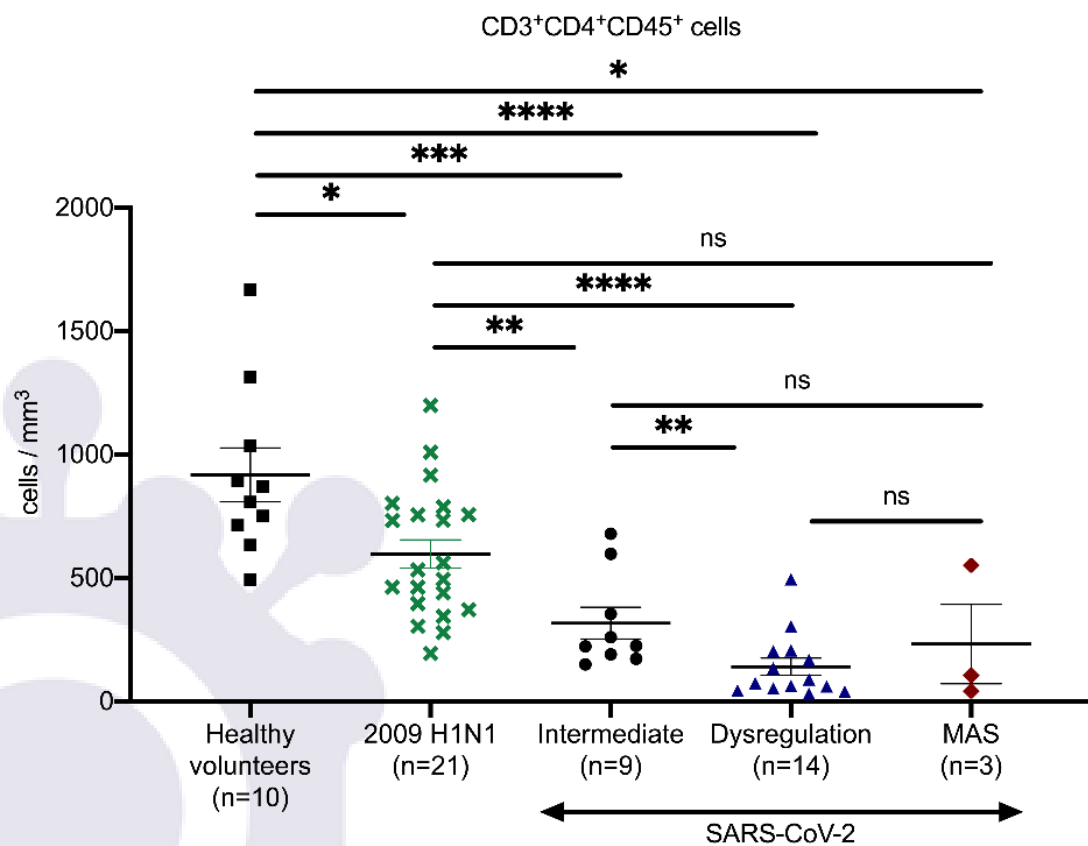 CD3⁺CD4⁺CD45⁺ cells
*
****
***
*
ns
****
**
ns
**
ns
cells / mm³
2000
1500
1000
500
0
Healthy
volunteers
(n=10)
2009 H1N1
(n=21)
Intermediate
(n=9)
Dysregulation
(n=14)
MAS
(n=3)
SARS-CoV-2